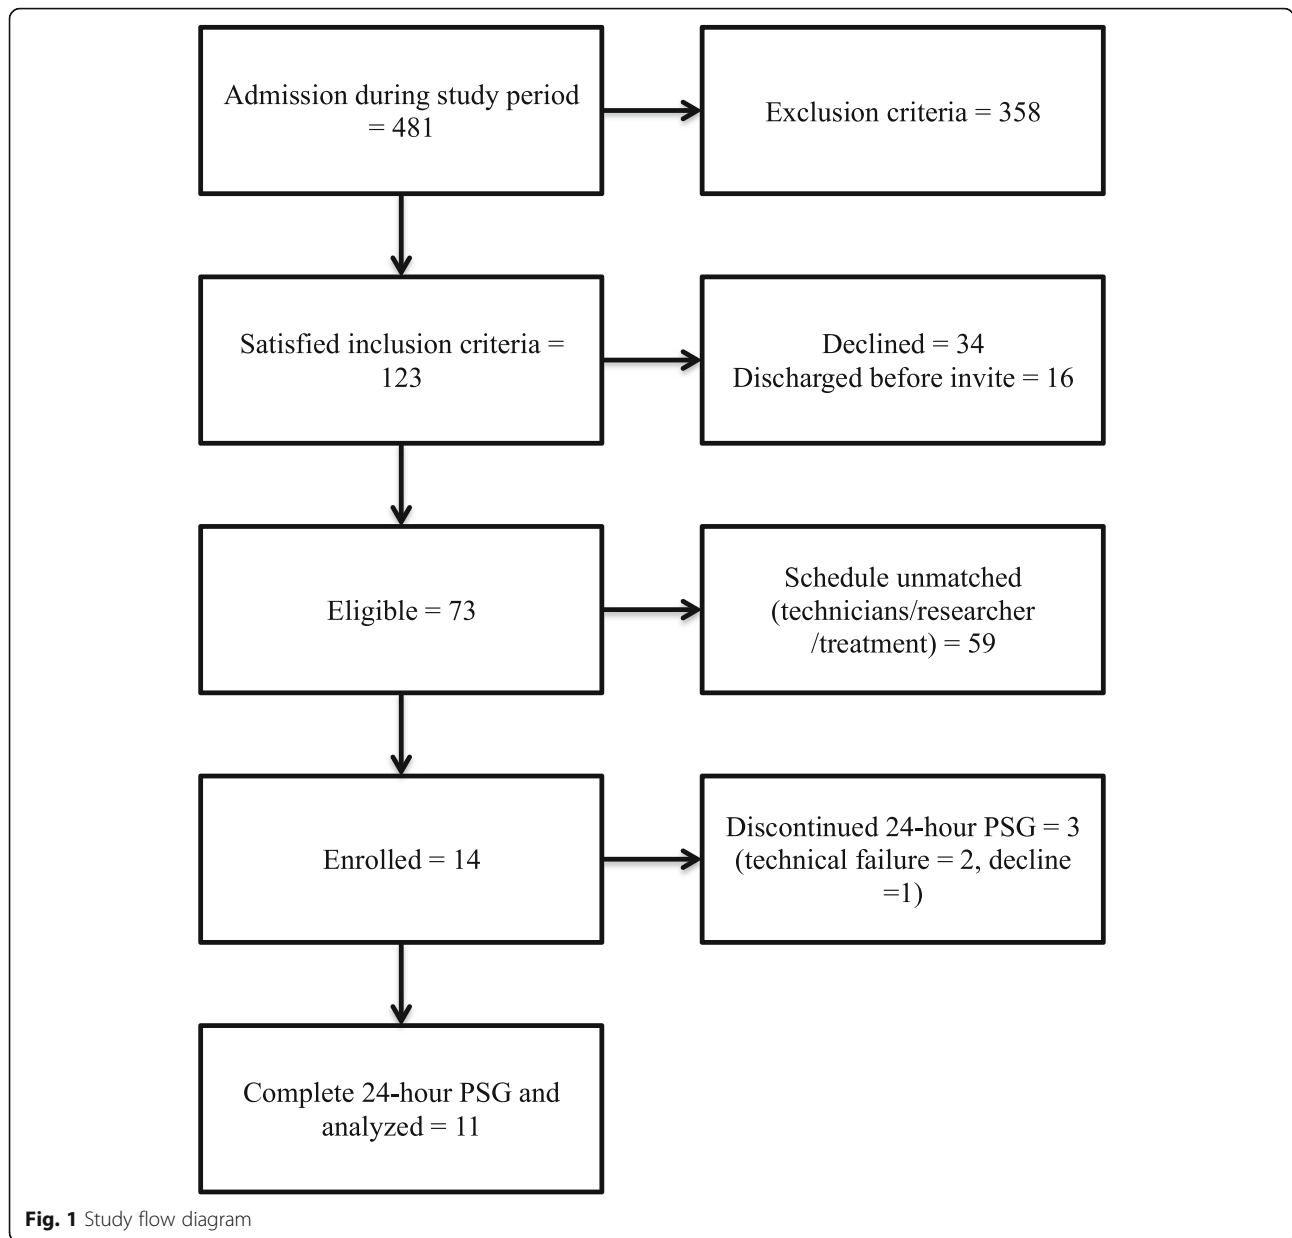 Admission during study period
= 481
Exclusion criteria = 358
Satisfied inclusion criteria =
123
Declined = 34
Discharged before invite = 16
Eligible = 73
Schedule unmatched
(technicians/researcher
/treatment) = 59
Enrolled = 14
Discontinued 24-hour PSG = 3
(technical failure = 2, decline
=1)
Complete 24-hour PSG and
analyzed = 11
Fig. 1 Study flow diagram